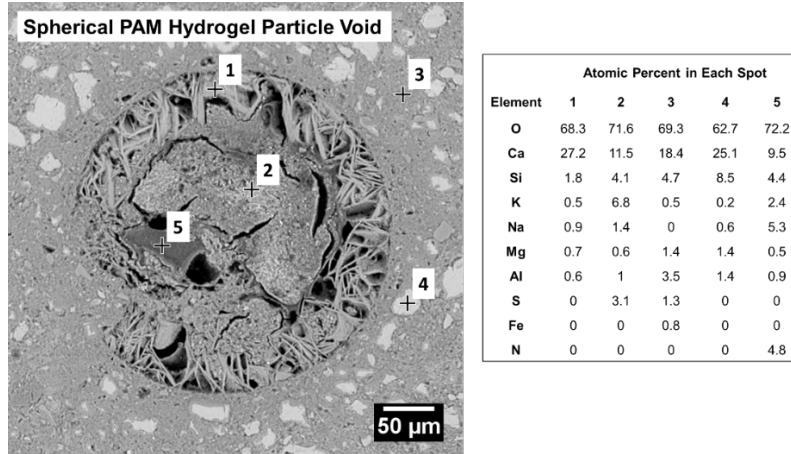 Spherical PAM Hydrogel Particle Void
1
3
2
5
4
50 µm
Atomic Percent in Each Spot
Element 1 2 3 4 5
O 68.3 71.6 69.3 62.7 72.2
Ca 27.2 11.5 18.4 25.1 9.5
Si 1.8 4.1 4.7 8.5 4.4
K 0.5 6.8 0.5 0.2 2.4
Na 0.9 1.4 0 0.6 5.3
Mg 0.7 0.6 1.4 1.4 0.5
Al 0.6 1 3.5 1.4 0.9
S 0 3.1 1.3 0 0
Fe 0 0 0.8 0 0
N 0 0 0 0 4.8